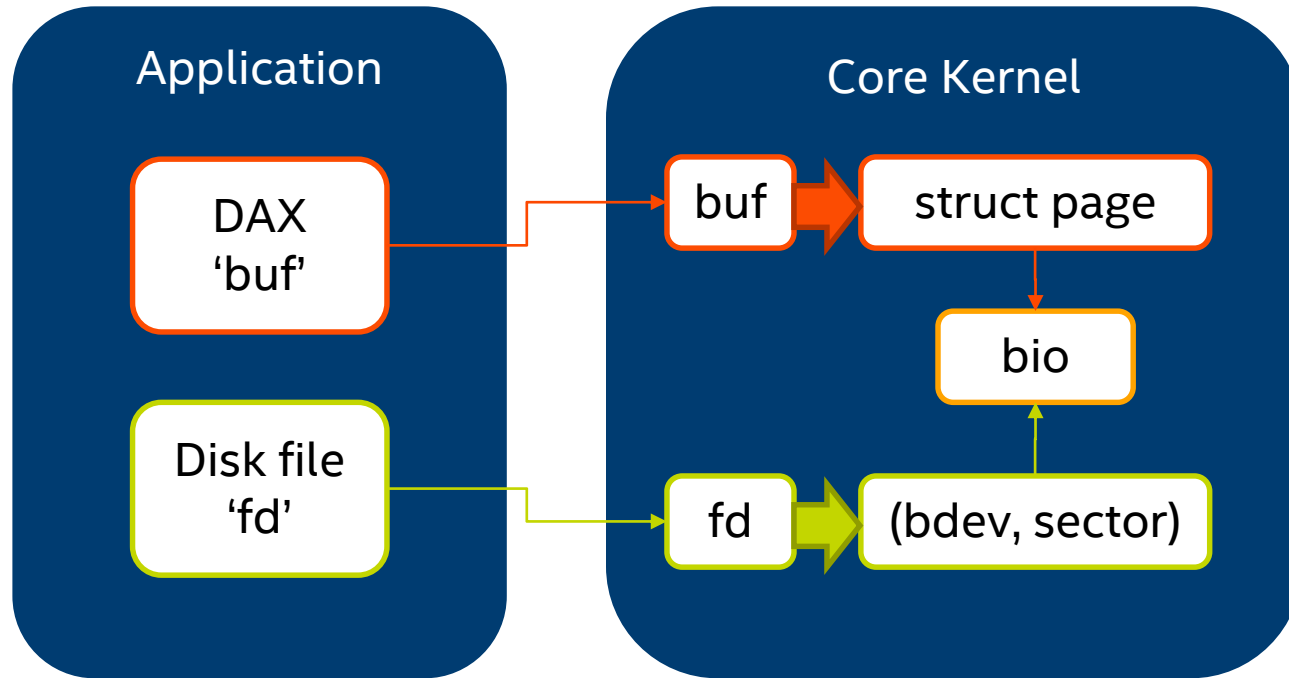 Application
DAX
‘buf’
Disk file
‘fd’
Core Kernel
buf
struct page
bio
fd
(bdev, sector)